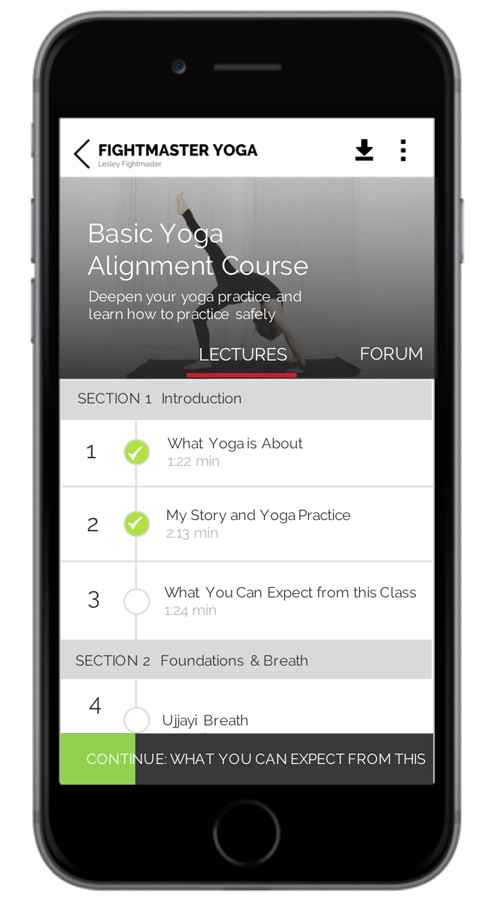 FIGHTMASTER YOGA
Lesley Fightmaster
Basic Yoga
Alignment Course
Deepen your yoga practice and
learn how to practice safely
LECTURES FORUM
SECTION 1 Introduction
1 What Yoga is About
1:22 min
2 My Story and Yoga Practice
2:13 min
3 What You Can Expect from this Class
1:24 min
SECTION 2 Foundations & Breath
4
Ujjayi Breath
CONTINUE: WHAT YOU CAN EXPECT FROM THIS